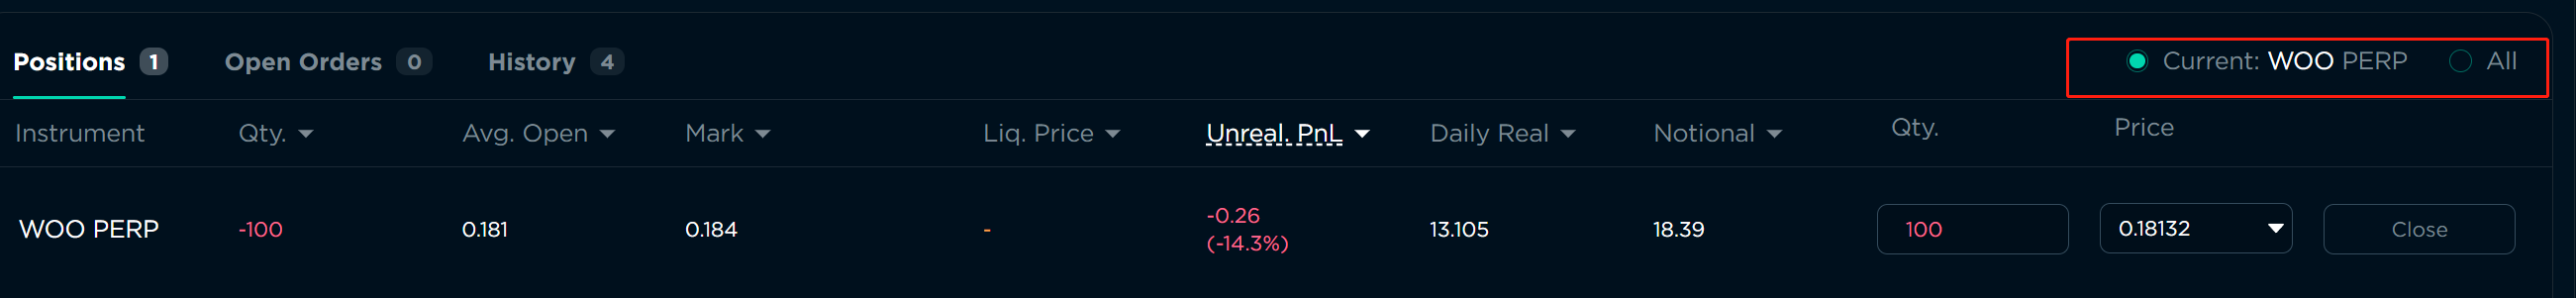 Positions 1 Open Orders 0 History 4 Current: WOO PERP All
Instrument Qty. Avg. Open Mark Liq. Price Unreal. PnL Daily Real Notional Qty. Price
WOO PERP -100 0.181 0.184 - -0.26 13.105 18.39 100 0.18132 Close
(-14.3%)